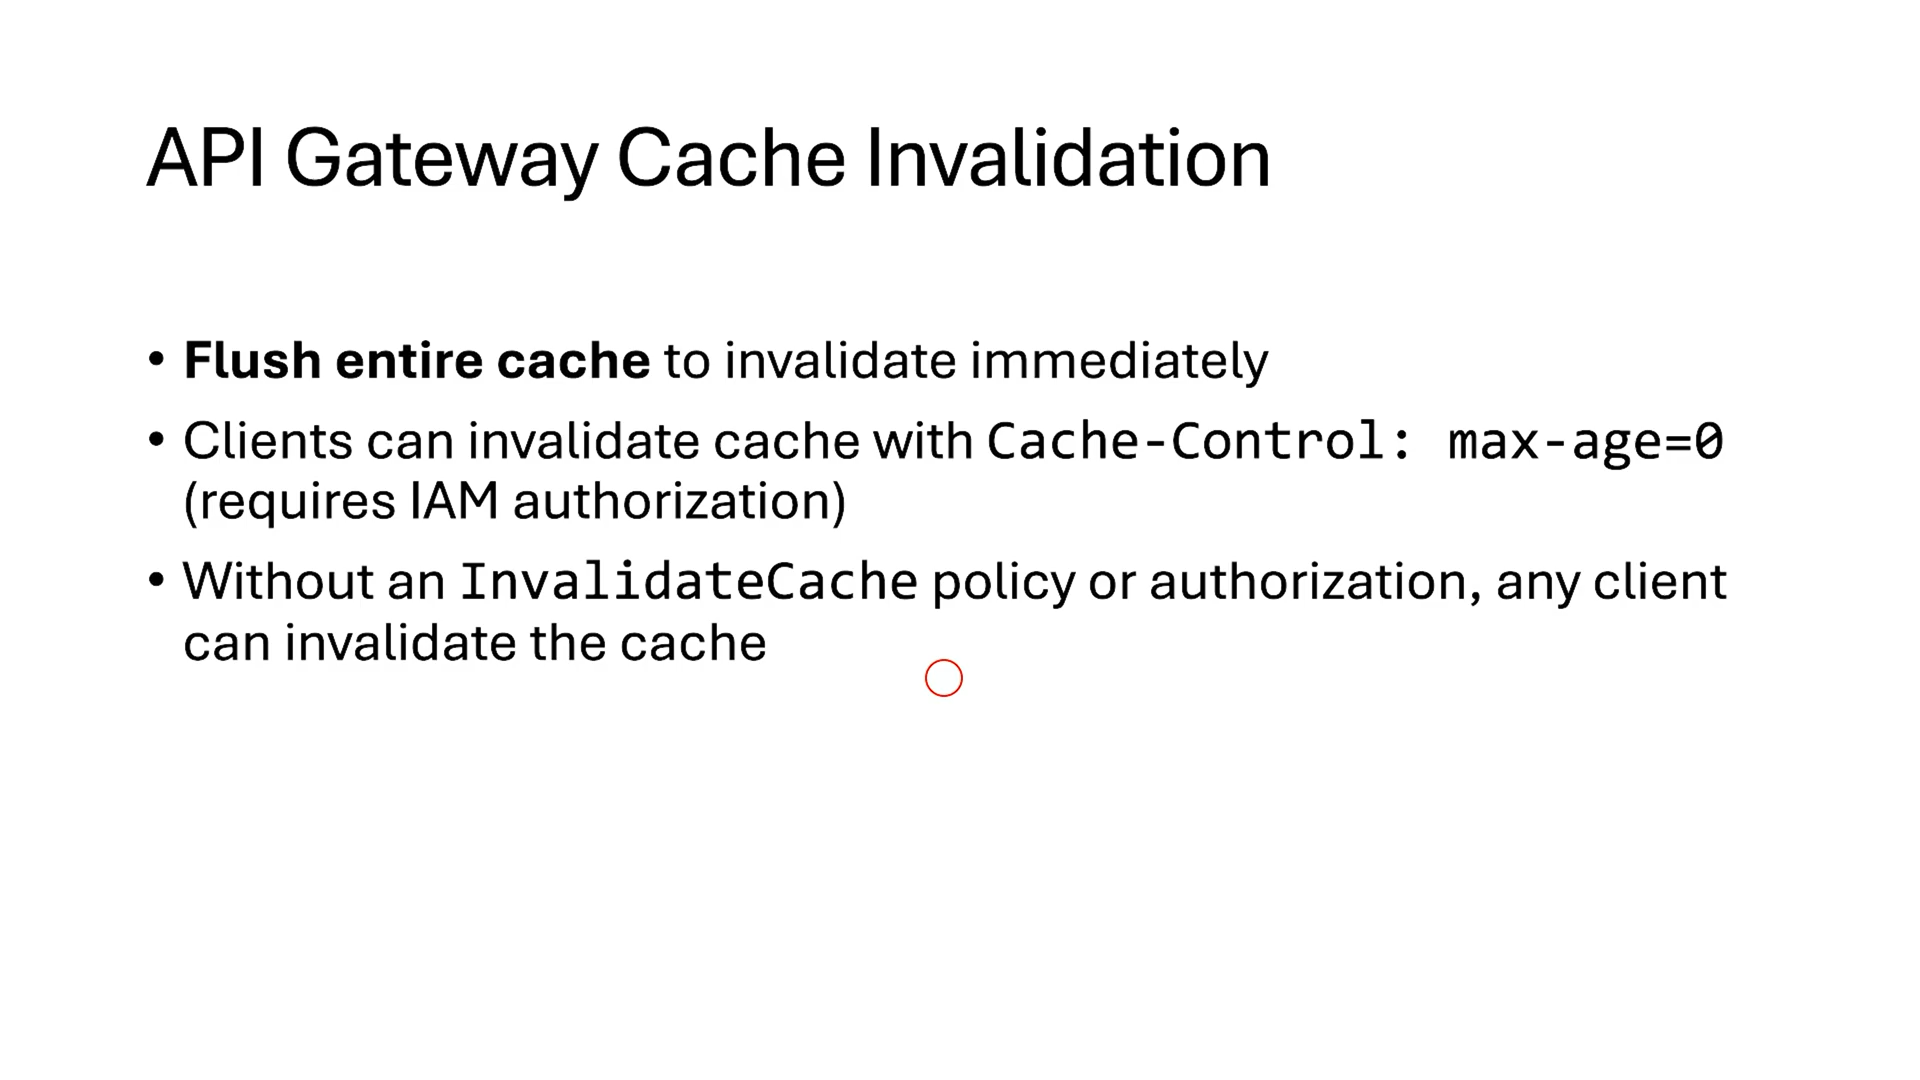 API Gateway Cache Invalidation
• Flush entire cache to invalidate immediately
• Clients can invalidate cache with Cache-Control: max-age=0
(requires IAM authorization)
• Without an InvalidateCache policy or authorization, any client
can invalidate the cache